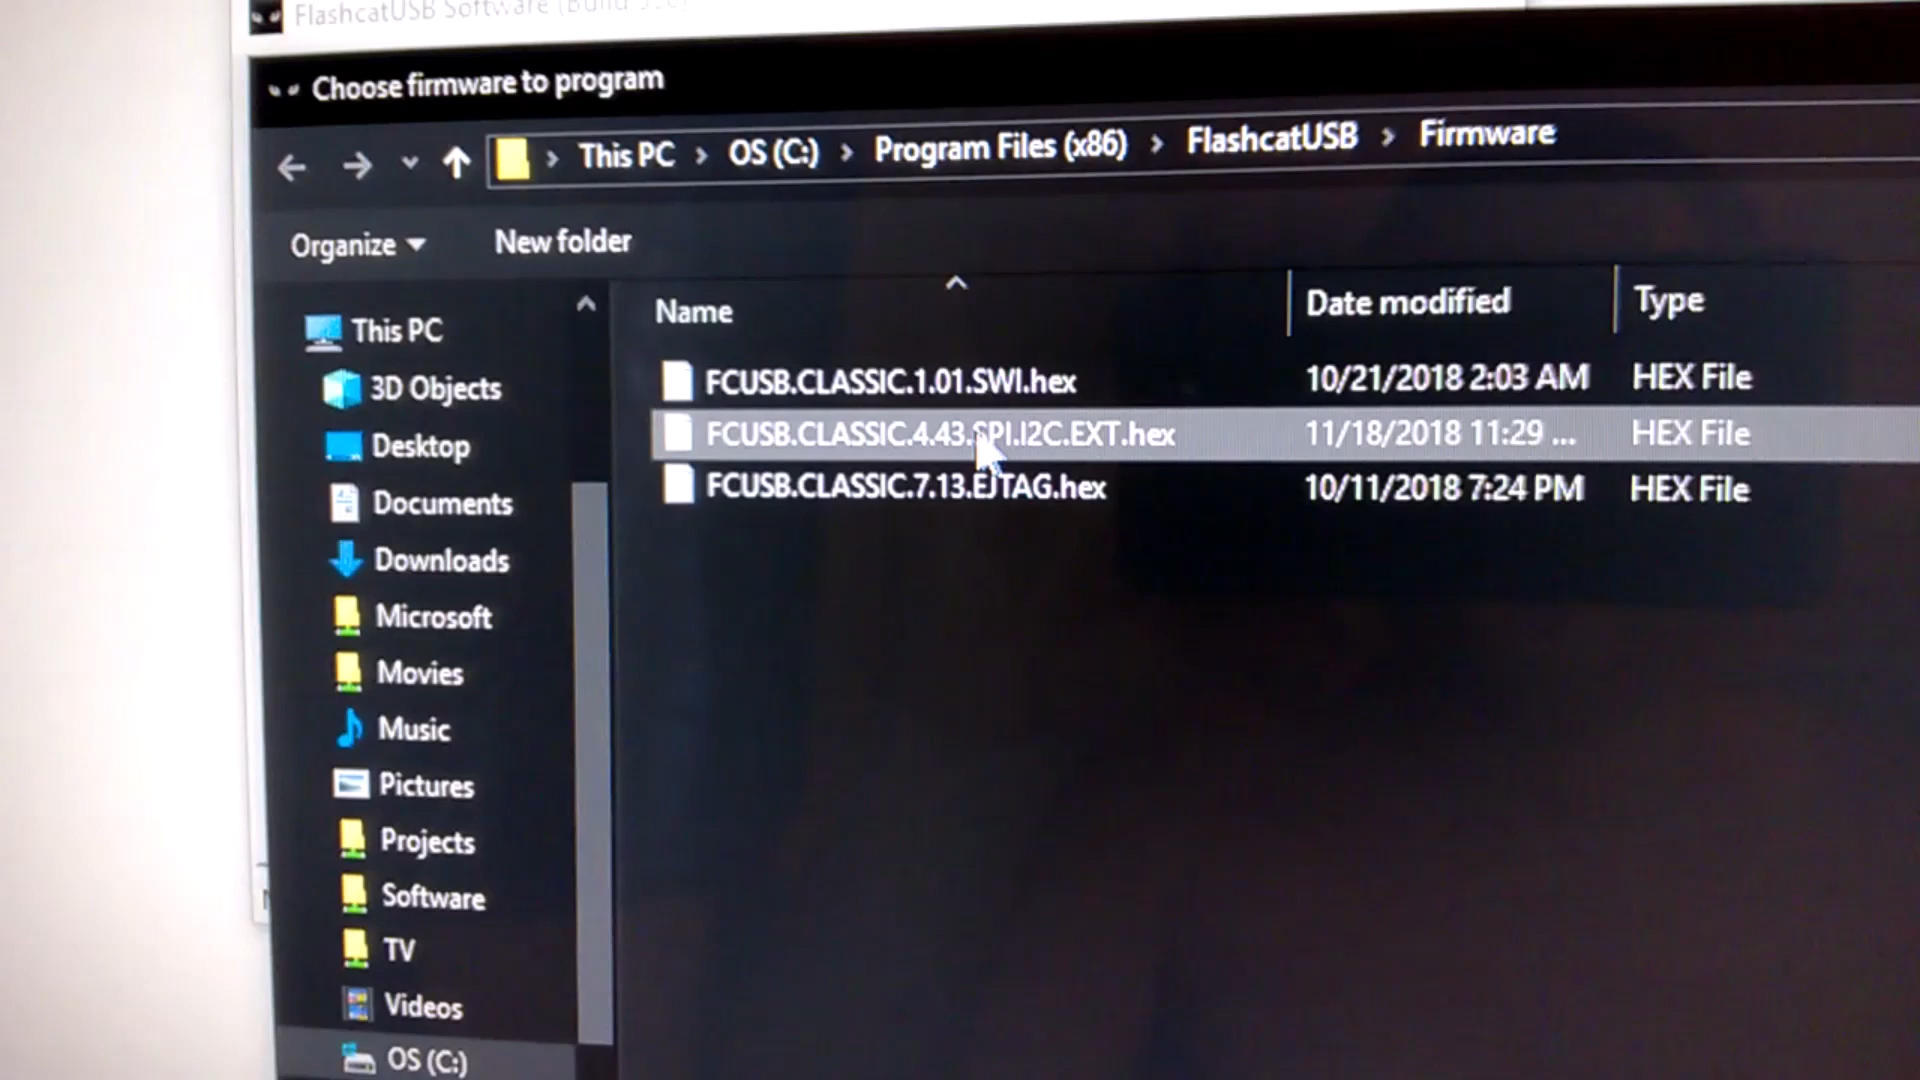 FlashcatUSB Software (Build
Choose firmware to program
This PC > OS (C:) > Program Files (x86) > FlashcatUSB > Firmware
Organize New folder
Name Date modified Type
This PC
3D Objects
Desktop
Documents
Downloads
Microsoft
Movies
Music
Pictures
Projects
Software
TV
Videos
OS (C:)
FCUSB.CLASSIC.1.01.SWI.hex 10/21/2018 2:03 AM HEX File
FCUSB.CLASSIC.4.43.SPI.I2C.EXT.hex 11/18/2018 11:29 ... HEX File
FCUSB.CLASSIC.7.13.EJTAG.hex 10/11/2018 7:24 PM HEX File